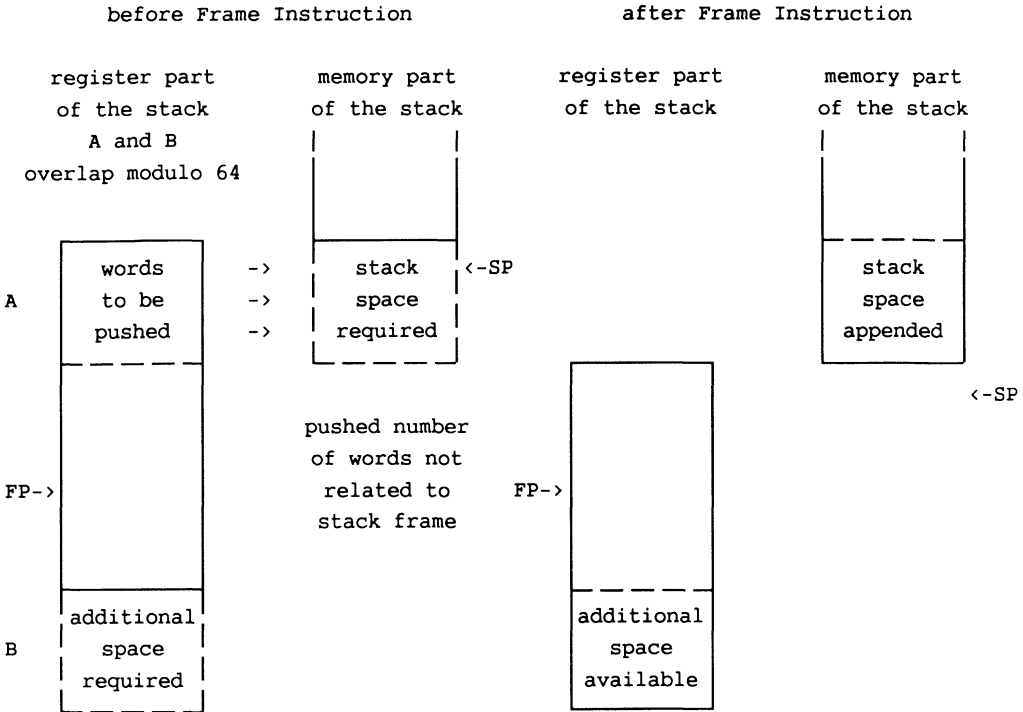 before Frame Instruction
after Frame Instruction
register part
of the stack
A and B
overlap modulo 64
memory part
of the stack
register part
of the stack
memory part
of the stack
A
words
to be
pushed
->
->
->
stack
space
required
<-SP
stack
space
appended
<-SP
FP->
pushed number
of words not
related to
stack frame
FP->
B
additional
space
required
additional
space
available